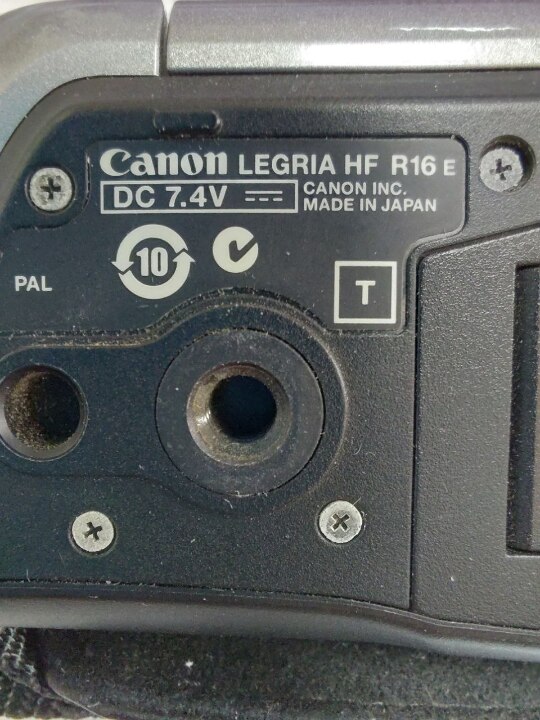 Canon LEGRIA HF R16 E
DC 7.4V
CANON INC.
MADE IN JAPAN
10
PAL
T